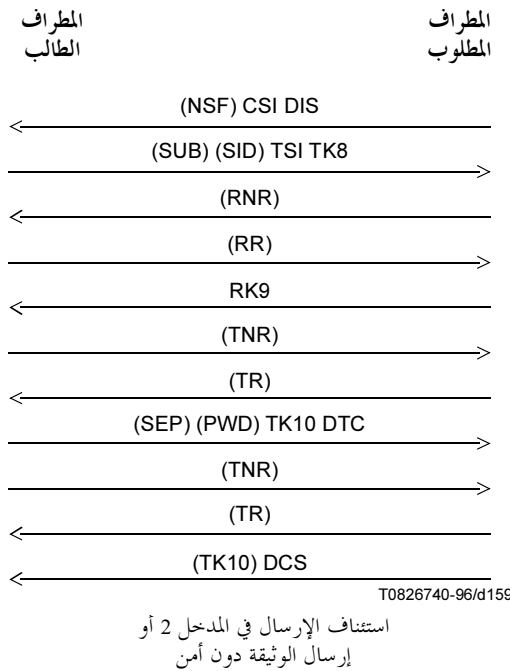 المطراف الطالب
المطراف المطلوب
(NSF) CSI DIS
(SUB) (SID) TSI TK8
(RNR)
(RR)
RK9
(TNR)
(TR)
(SEP) (PWD) TK10 DTC
(TNR)
(TR)
(TK10) DCS
T0826740-96/d159
استئناف الإرسال في المدخل 2 أو
إرسال الوثيقة دون أمن